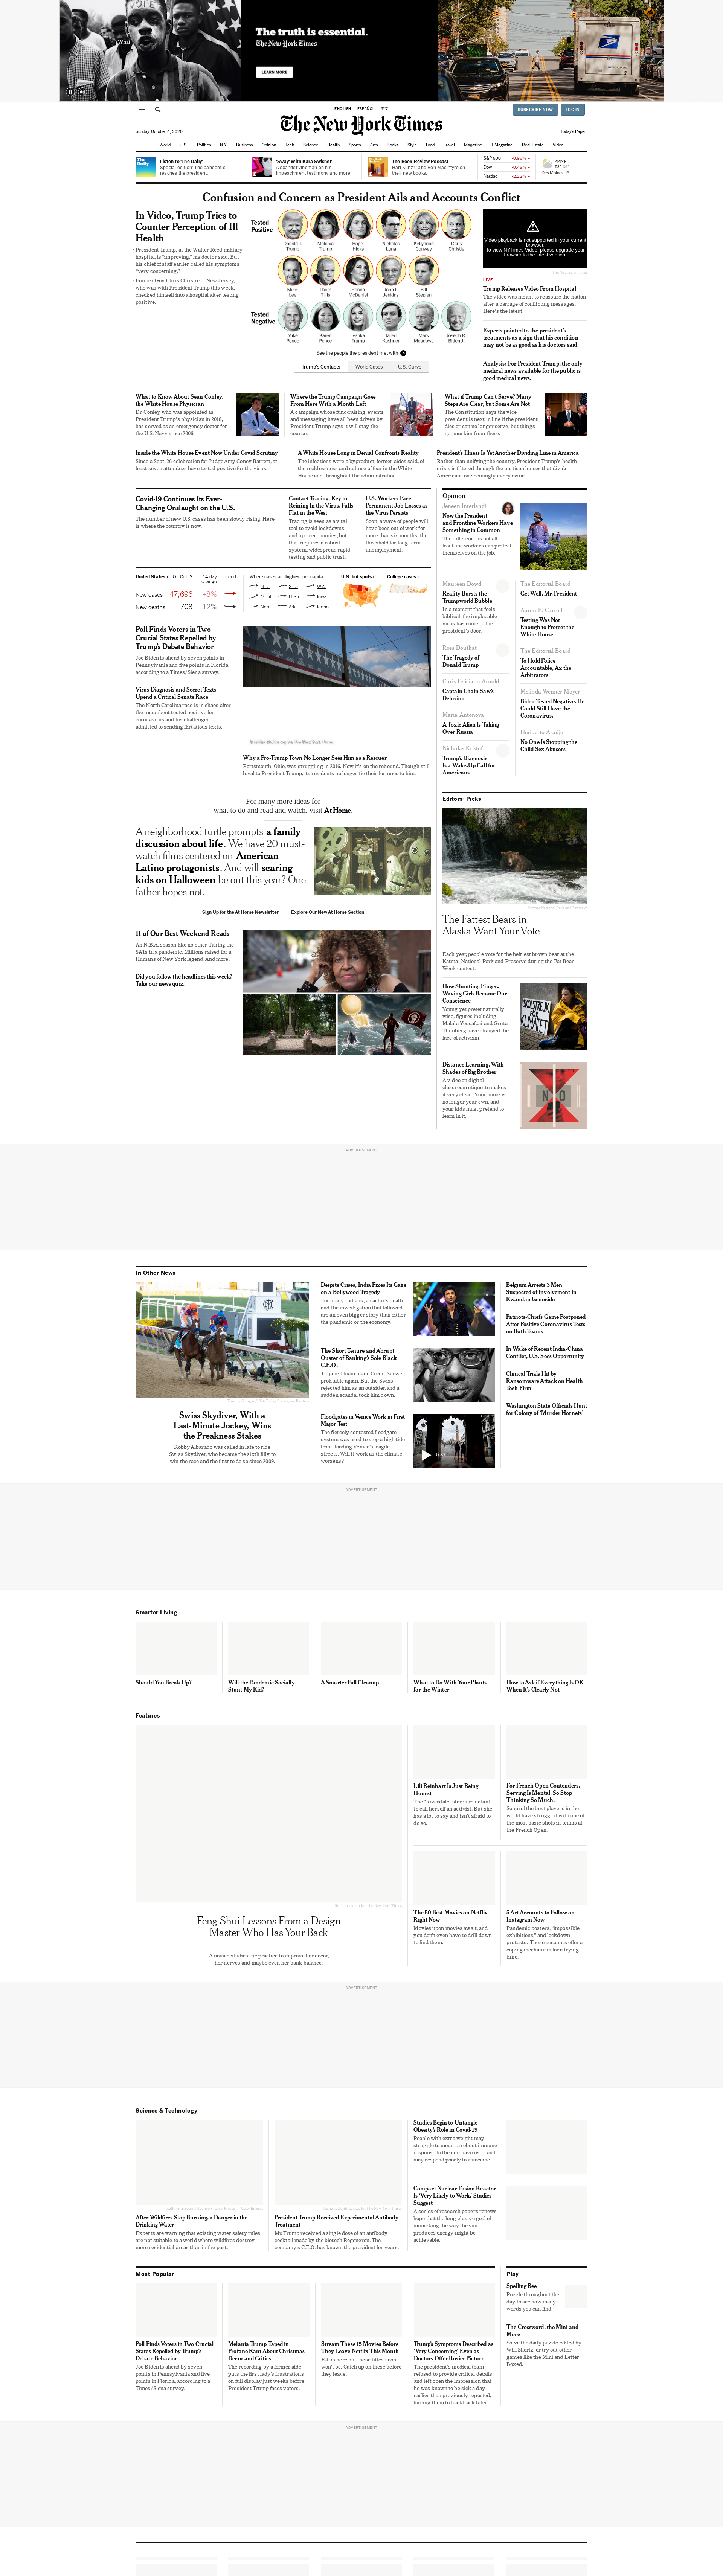 What
The truth is essential.
The New York Times
LEARN MORE
ENGLISH ESPAÑOL 中文
SUBSCRIBE NOW LOG IN
The New York Times
Sunday, October 4, 2020
Today's Paper
World U.S. Politics N.Y. Business Opinion Tech Science Health Sports Arts Books Style Food Travel Magazine T Magazine Real Estate Video
The Daily
Listen to 'The Daily'
Special edition: The pandemic
reaches the president.
'Sway' With Kara Swisher
Alexander Vindman on his
impeachment testimony and more.
The Book Review Podcast
Hari Kunzru and Ben Macintyre on
their new books
S&P 500 -0.96% ↓
Dow -0.48% ↓
Nasdaq -2.22% ↓
Des Moines, IA
Confusion and Concern as President Ails and Accounts Conflict
In Video, Trump Tries to
Counter Perception of Ill
Health
• President Trump, at the Walter Reed military
hospital, is “improving,” his doctor said. But
his chief of staff earlier called his symptoms
“very concerning.”
• Former Gov. Chris Christie of New Jersey,
who was with President Trump this week,
checked himself into a hospital after testing
positive.
Tested
Positive
Donald J. Trump
Melania Trump
Hope Hicks
Nicholas Luna
Kellyanne Conway
Chris Christie
Mike Lee
Thom Tillis
Ronna McDaniel
John I. Jenkins
Bill Stepien
Tested
Negative
Mike Pence
Karen Pence
Ivanka Trump
Jared Kushner
Mark Meadows
Joseph R. Biden Jr.
See the people the president met with
Trump's Contacts World Cases U.S. Curve
Video playback is not supported in your current
browser.
To view NYTimes Video, please upgrade your
browser to the latest version.
The New York Times
LIVE
Trump Releases Video From Hospital
The video was meant to reassure the nation
after a barrage of conflicting messages.
Here's the latest.
Experts pointed to the president's
treatments as a sign that his condition
may not be as good as his doctors said.
Analysis: For President Trump, the only
medical news available for the public is
good medical news.
What to Know About Sean Conley,
the White House Physician
Dr. Conley, who was appointed as
President Trump's physician in 2018,
has served as an emergency doctor for
the U.S. Navy since 2006.
Where the Trump Campaign Goes
From Here With a Month Left
A campaign whose fund-raising, events
and messaging have all been driven by
President Trump says it will stay the
course.
What if Trump Can't Serve? Many
Steps Are Clear, but Some Are Not
The Constitution says the vice
president is next in line if the president
dies or can no longer serve, but things
get murkier from there.
Inside the White House Event Now Under Covid Scrutiny
Since a Sept. 26 celebration for Judge Amy Coney Barrett, at
least seven attendees have tested positive for the virus.
A White House Long in Denial Confronts Reality
The infections were a byproduct, former aides said, of
the recklessness and culture of fear in the White
House and throughout the administration.
President's Illness Is Yet Another Dividing Line in America
Rather than unifying the country, President Trump's health
crisis is filtered through the partisan lenses that divide
Americans on seemingly every issue.
Covid-19 Continues Its Ever-
Changing Onslaught on the U.S.
The number of new U.S. cases has been slowly rising. Here
is where the country is now.
Contact Tracing, Key to
Reining In the Virus, Falls
Flat in the West
Tracing is seen as a vital
tool to avoid lockdowns
and open economies, but
that requires a robust
system, widespread rapid
testing and public trust.
U.S. Workers Face
Permanent Job Losses as
the Virus Persists
Soon, a wave of people will
have been out of work for
more than six months, the
threshold for long-term
unemployment.
United States › On Oct. 3 14-day change Trend
New cases 47,696 +8%
New deaths 708 –12%
Where cases are highest per capita
N.D. S.D. Wis.
Mont. Utah Iowa
Neb. Ark. Idaho
U.S. hot spots ›
College cases ›
Poll Finds Voters in Two
Crucial States Repelled by
Trump's Debate Behavior
Joe Biden is ahead by seven points in
Pennsylvania and five points in Florida,
according to a Times/Siena survey.
Virus Diagnosis and Secret Texts
Upend a Critical Senate Race
The North Carolina race is in chaos after
the incumbent tested positive for
coronavirus and his challenger
admitted to sending flirtatious texts.
Maddie McGarvey for The New York Times
Why a Pro-Trump Town No Longer Sees Him as a Rescuer
Portsmouth, Ohio, was struggling in 2016. Now it's on the rebound. Though still
loyal to President Trump, its residents no longer tie their fortunes to him.
Opinion
Jeneen Interlandi
Now the President
and Frontline Workers Have
Something in Common
The difference is not all
frontline workers can protect
themselves on the job.
Maureen Dowd
Reality Bursts the
Trumpworld Bubble
In a moment that feels
biblical, the implacable
virus has come to the
president's door.
Ross Douthat
The Tragedy of
Donald Trump
Chris Feliciano Arnold
Captain Chain Saw's
Delusion
Maria Antonova
A Toxic Alien Is Taking
Over Russia
Nicholas Kristof
Trump's Diagnosis
Is a Wake-Up Call for
Americans
The Editorial Board
Get Well, Mr. President
Aaron E. Carroll
Testing Was Not
Enough to Protect the
White House
The Editorial Board
To Hold Police
Accountable, Ax the
Arbitrators
Melinda Wenner Moyer
Biden Tested Negative. He
Could Still Have the
Coronavirus.
Heriberto Araújo
No One Is Stopping the
Child Sex Abusers
For many more ideas for
what to do and read and watch, visit At Home.
A neighborhood turtle prompts a family
discussion about life. We have 20 must-
watch films centered on American
Latino protagonists. And will scaring
kids on Halloween be out this year? One
father hopes not.
Sign Up for the At Home Newsletter Explore Our New At Home Section
11 of Our Best Weekend Reads
An N.B.A. season like no other. Taking the
SATs in a pandemic. Millions raised for a
Humans of New York legend. And more.
Did you follow the headlines this week?
Take our news quiz.
Editors' Picks
The Fattest Bears in
Alaska Want Your Vote
Each year, people vote for the heftiest brown bear at the
Katmai National Park and Preserve during the Fat Bear
Week contest.
How Shouting, Finger-
Waving Girls Became Our
Conscience
Young yet preternaturally
wise, figures including
Malala Yousafzai and Greta
Thunberg have changed the
face of activism.
Distance Learning, With
Shades of Big Brother
A video on digital
classroom etiquette makes
it very clear: Your home is
no longer your own, and
your kids must pretend to
learn in it.
NO
ADVERTISEMENT
In Other News
Swiss Skydiver, With a
Last-Minute Jockey, Wins
the Preakness Stakes
Robby Albarado was called in late to ride
Swiss Skydiver, who became the sixth filly to
win the race and the first to do so since 2009.
Despite Crises, India Fixes Its Gaze
on a Bollywood Tragedy
For many Indians, an actor's death
and the investigation that followed
are an even bigger story than either
the pandemic or the economy.
The Short Tenure and Abrupt
Ouster of Banking's Sole Black
C.E.O.
Tidjane Thiam made Credit Suisse
profitable again. But the Swiss
rejected him as an outsider, and a
sudden scandal took him down.
Floodgates in Venice Work in First
Major Test
The fiercely contested floodgate
system was used to stop a high tide
from flooding Venice's fragile
streets. Will it work as the climate
worsens?
Belgium Arrests 3 Men
Suspected of Involvement in
Rwandan Genocide
Patriots-Chiefs Game Postponed
After Positive Coronavirus Tests
on Both Teams
In Wake of Recent India-China
Conflict, U.S. Sees Opportunity
Clinical Trials Hit by
Ransomware Attack on Health
Tech Firm
Washington State Officials Hunt
for Colony of 'Murder Hornets'
ADVERTISEMENT
Smarter Living
Should You Break Up?
Will the Pandemic Socially
Stunt My Kid?
A Smarter Fall Cleanup
What to Do With Your Plants
for the Winter
How to Ask if Everything Is OK
When It's Clearly Not
Features
Feng Shui Lessons From a Design
Master Who Has Your Back
A novice studies the practice to improve her décor,
her nerves and maybe even her bank balance.
Lili Reinhart Is Just Being
Honest
The “Riverdale” star is reluctant
to call herself an activist. But she
has a lot to say and isn't afraid to
do so.
For French Open Contenders,
Serving Is Mental. So Stop
Thinking So Much.
Some of the best players in the
world have struggled with one of
the most basic shots in tennis at
the French Open.
The 50 Best Movies on Netflix
Right Now
Movies upon movies await, and
you don't even have to drill down
to find them.
5 Art Accounts to Follow on
Instagram Now
Pandemic posters, “impossible
exhibitions,” and lockdown
protests: These accounts offer a
coping mechanism for a trying
time.
ADVERTISEMENT
Science & Technology
After Wildfires Stop Burning, a Danger in the
Drinking Water
Experts are warning that existing water safety rules
are not suitable to a world where wildfires destroy
more residential areas than in the past.
President Trump Received Experimental Antibody
Treatment
Mr. Trump received a single dose of an antibody
cocktail made by the biotech Regeneron. The
company's C.E.O. has known the president for years.
Studies Begin to Untangle
Obesity's Role in Covid-19
People with extra weight may
struggle to mount a robust immune
response to the coronavirus — and
may respond poorly to a vaccine.
Compact Nuclear Fusion Reactor
Is 'Very Likely to Work,' Studies
Suggest
A series of research papers renews
hope that the long-elusive goal of
mimicking the way the sun
produces energy might be
achievable.
Most Popular
Poll Finds Voters in Two Crucial
States Repelled by Trump's
Debate Behavior
Joe Biden is ahead by seven
points in Pennsylvania and five
points in Florida, according to a
Times/Siena survey.
Melania Trump Taped in
Profane Rant About Christmas
Decor and Critics
The recording by a former aide
puts the first lady's frustrations
on full display just weeks before
President Trump faces voters.
Stream These 15 Movies Before
They Leave Netflix This Month
Fall is here but these titles soon
won't be. Catch up on these before
they leave.
Trump's Symptoms Described as
'Very Concerning' Even as
Doctors Offer Rosier Picture
The president's medical team
refused to provide critical details
and left open the impression that
he was known to be sick a day
earlier than previously reported,
forcing them to backtrack later.
Play
Spelling Bee
Puzzle throughout the
day to see how many
words you can find.
The Crossword, the Mini and
More
Solve the daily puzzle edited by
Will Shortz, or try out other
games like the Mini and Letter
Boxed.
ADVERTISEMENT